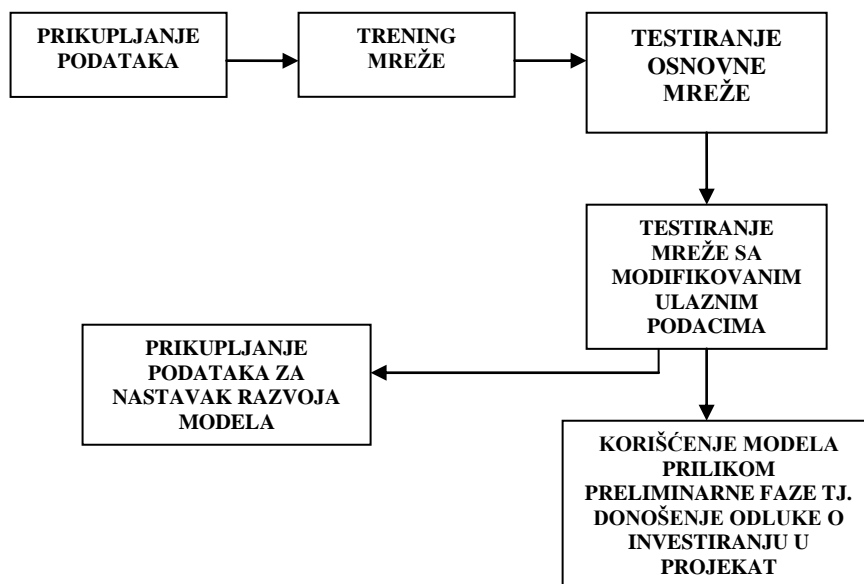 PRIKUPLJANJE
PODATAKA
TRENING
MREŽE
TESTIRANJE
OSNOVNE
MREŽE
TESTIRANJE
MREŽE SA
MODIFIKOVANIM
ULAZNIM
PODACIMA
PRIKUPLJANJE
PODATAKA ZA
NASTAVAK RAZVOJA
MODELA
KORIŠĆENJE MODELA
PRILIKOM
PRELIMINARNE FAZE TJ.
DONOŠENJE ODLUKE O
INVESTIRANJU U
PROJEKAT